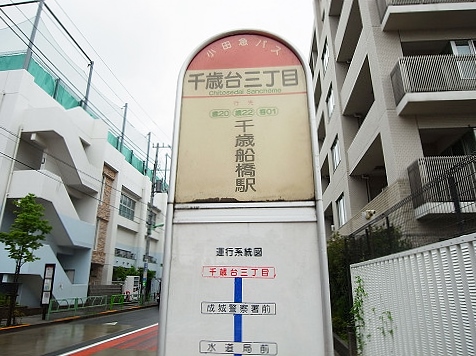 小田急バス
千歳台三丁目
Chitosedai Sanchome
千歳船橋駅
運行系統図
千歳台三丁目
成城警察署前
水道局前